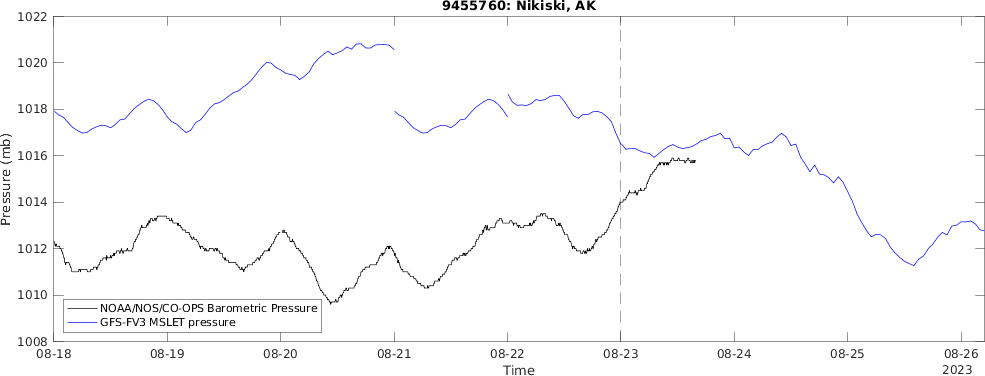 9455760: Nikiski, AK
1022
1020
1018
1016
1014
1012
1010
1008
Pressure (mb)
NOAA/NOS/CO-OPS Barometric Pressure
GFS-FV3 MSLET pressure
08-18 08-19 08-20 08-21 08-22 08-23 08-24 08-25 08-26
Time
2023